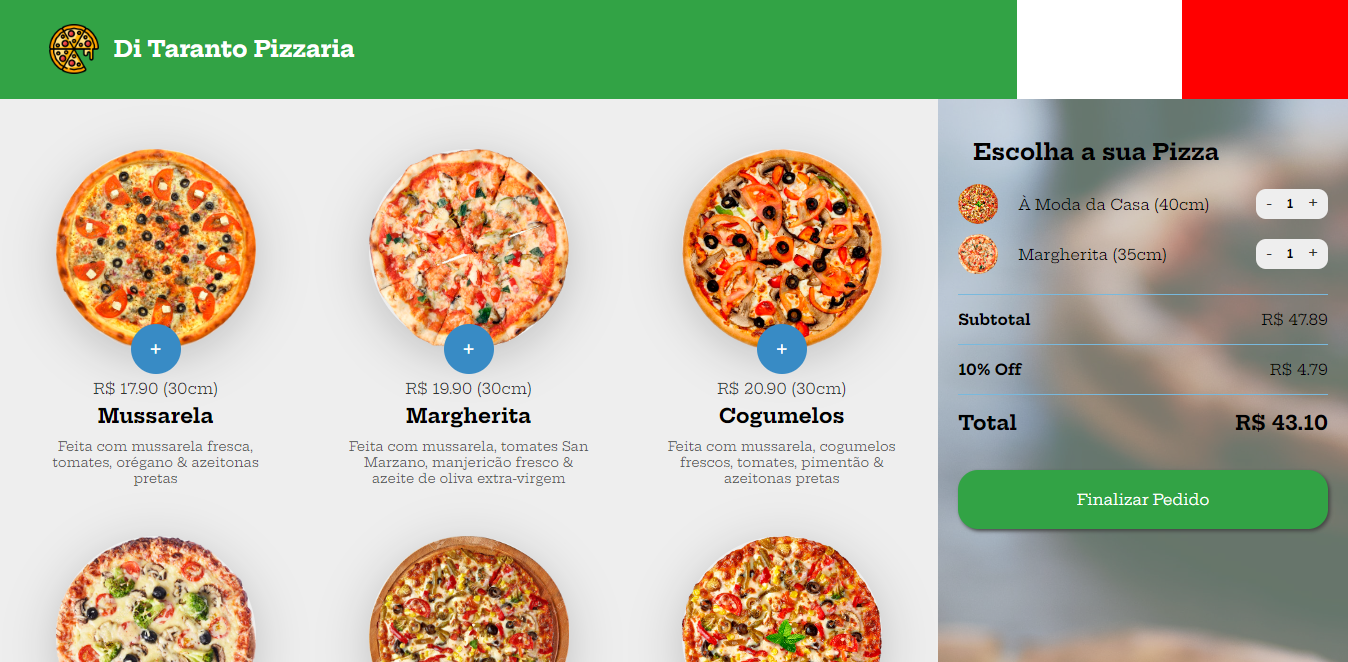 Di Taranto Pizzaria
+
R$ 17.90 (30cm)
Mussarela
Feita com mussarela fresca,
tomates, orégano & azeitonas
pretas
+
R$ 19.90 (30cm)
Margherita
Feita com mussarela, tomates San
Marzano, manjericão fresco &
azeite de oliva extra-virgem
+
R$ 20.90 (30cm)
Cogumelos
Feita com mussarela, cogumelos
frescos, tomates, pimentão &
azeitonas pretas
Escolha a sua Pizza
À Moda da Casa (40cm) - 1 +
Margherita (35cm) - 1 +
Subtotal R$ 47.89
10% Off R$ 4.79
Total R$ 43.10
Finalizar Pedido